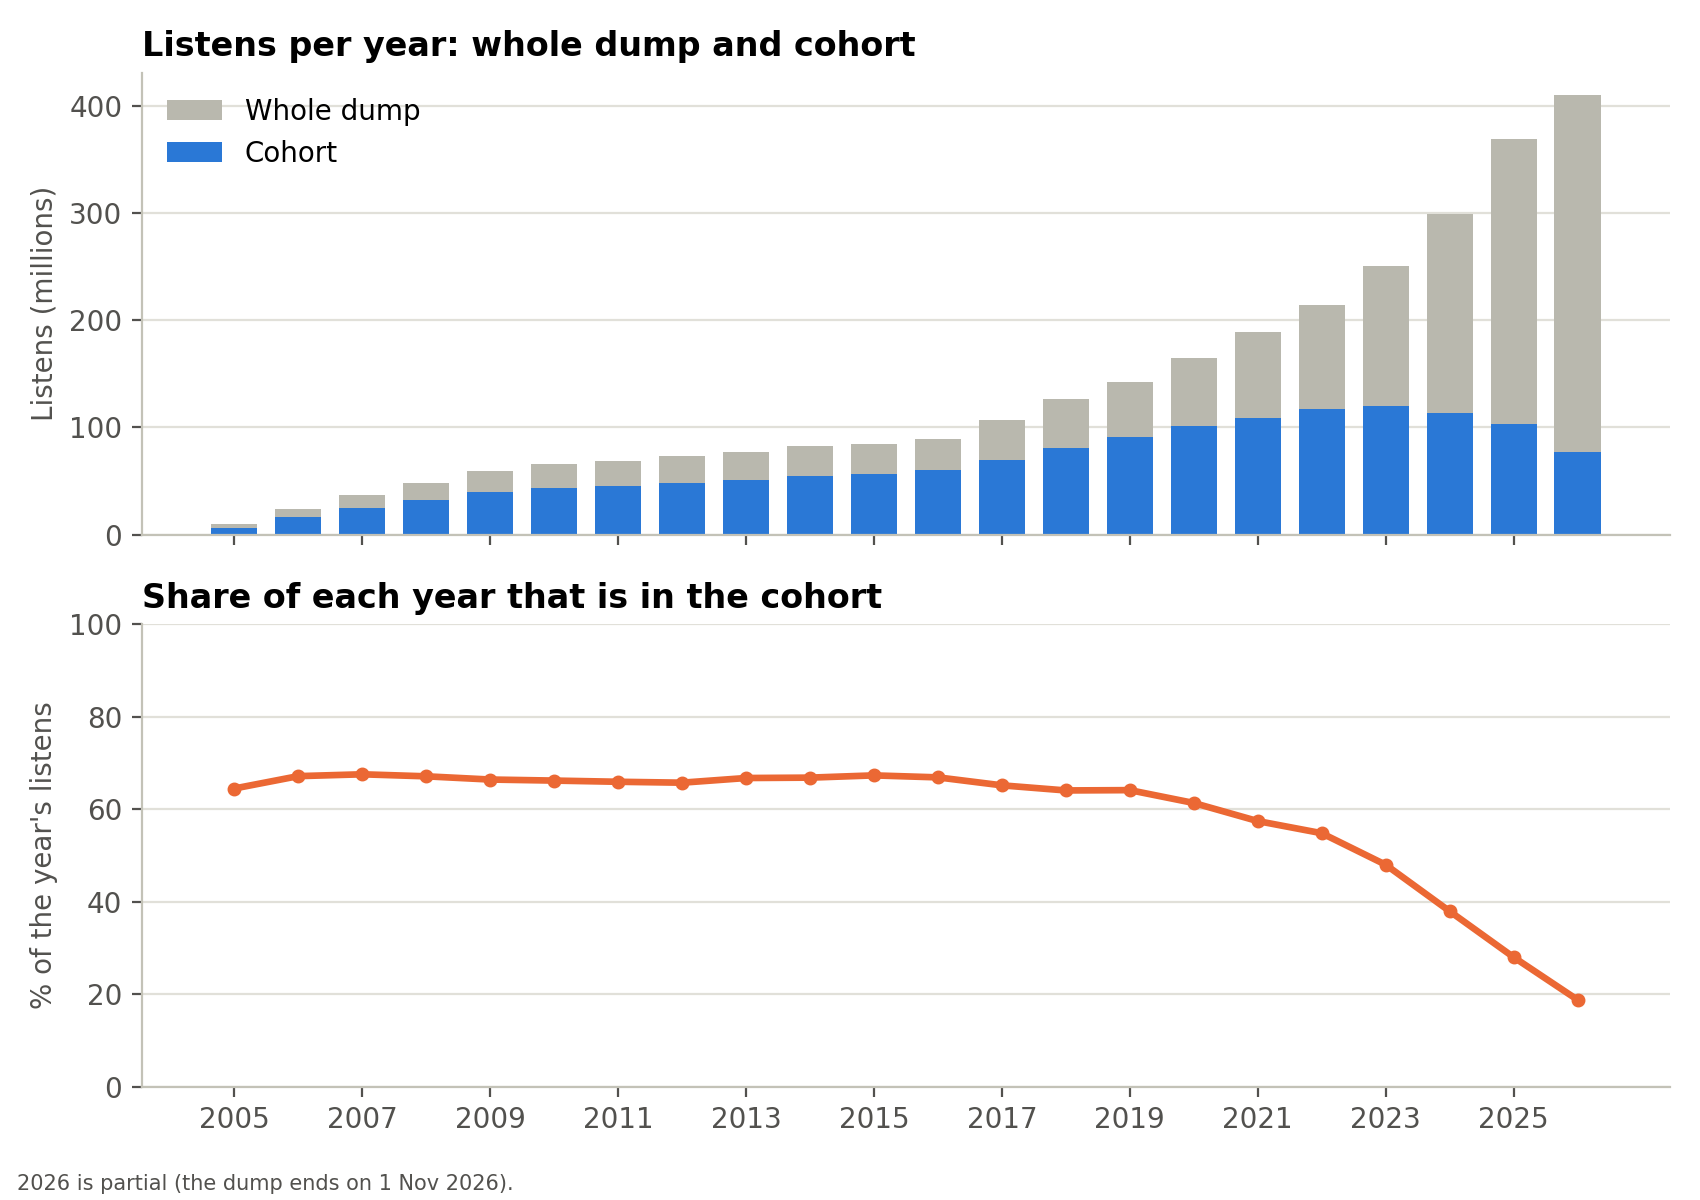 Listens per year: whole dump and cohort
Listens (millions)
400
300
200
100
0
Whole dump
Cohort
Share of each year that is in the cohort
% of the year's listens
100
80
60
40
20
0
2005 2007 2009 2011 2013 2015 2017 2019 2021 2023 2025
2026 is partial (the dump ends on 1 Nov 2026).